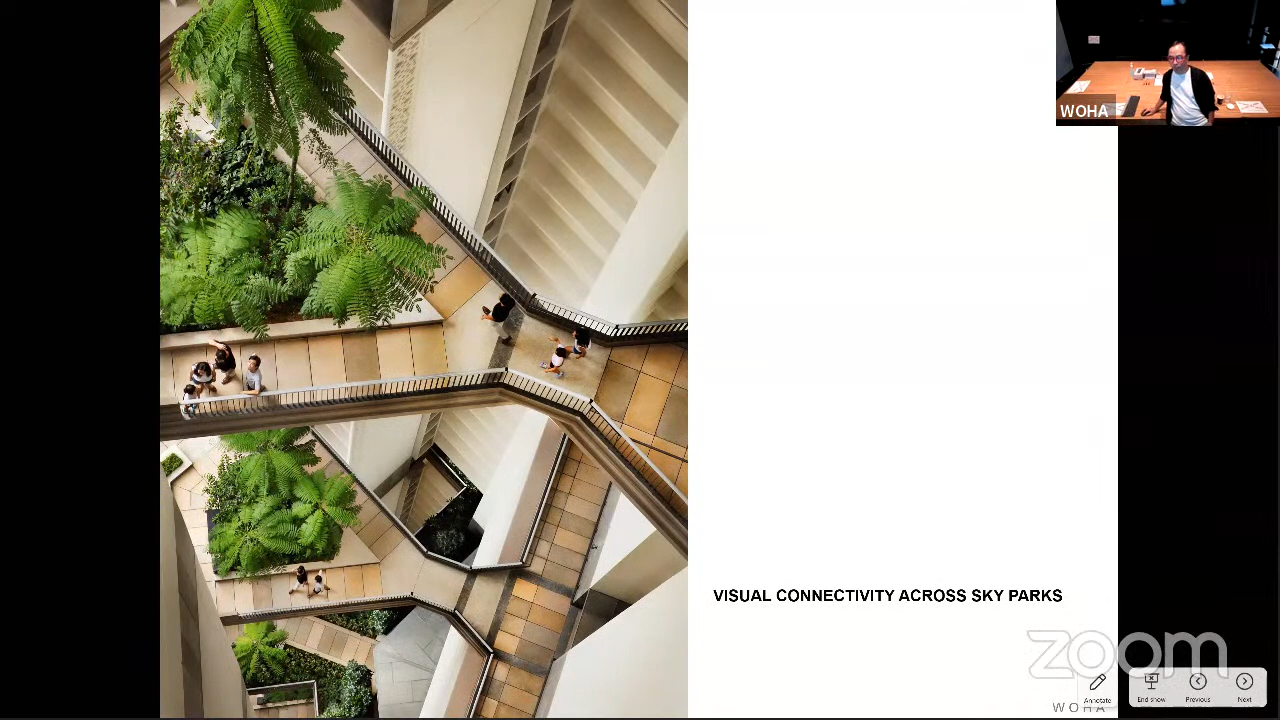 WOHA
VISUAL CONNECTIVITY ACROSS SKY PARKS
zoom
Annotate
End show
Previous
Next
WOHA